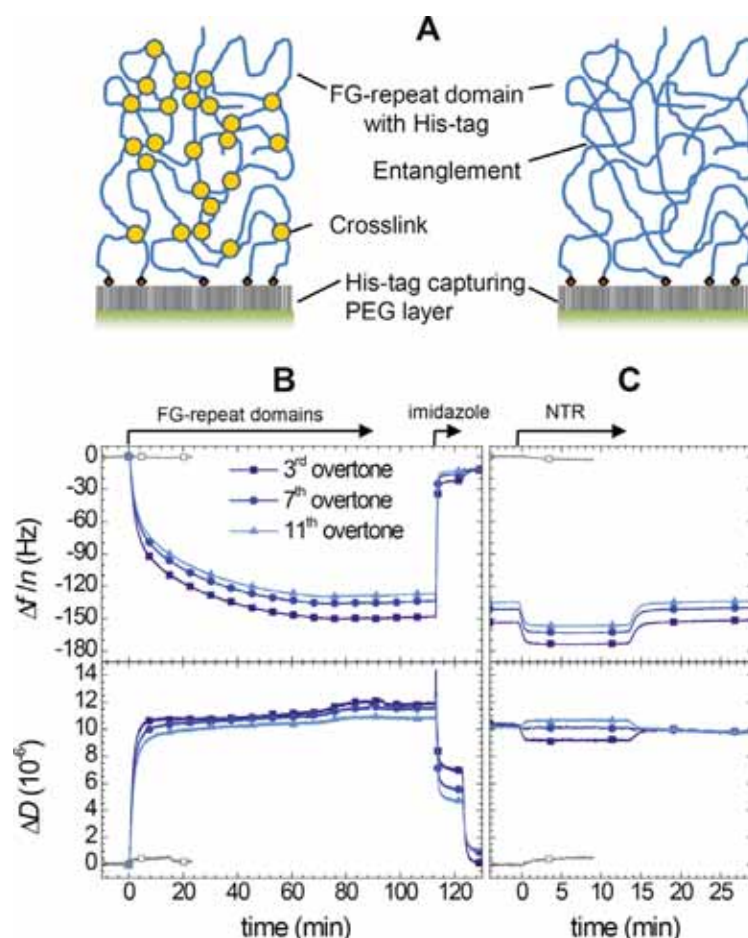 A
FG-repeat domain
with His-tag
Entanglement
Crosslink
His-tag capturing
PEG layer
B
C
FG-repeat domains
imidazole
NTR
3rd overtone
7th overtone
11th overtone
Δf/n (Hz)
0
-30
-60
-90
-120
-150
-180
ΔD (10-6)
14
12
10
8
6
4
2
0
0 20 40 60 80 100 120
0 5 10 15 20 25
time (min)
time (min)